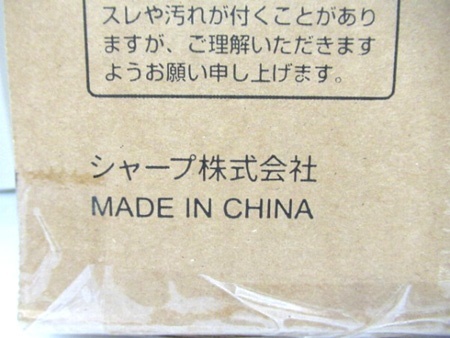 スレや汚れが付くことがあり
ますが、ご理解いただきます
ようお願い申し上げます。
シャープ株式会社
MADE IN CHINA